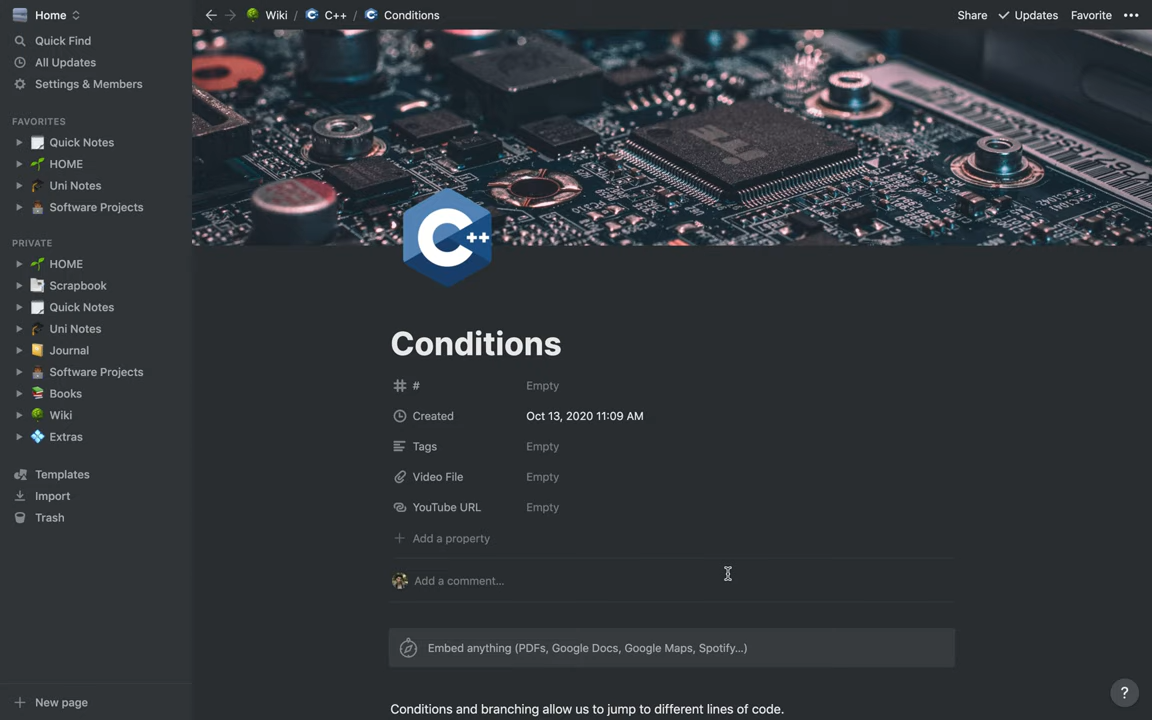 Home
Quick Find
All Updates
Settings & Members
FAVORITES
Quick Notes
HOME
Uni Notes
Software Projects
PRIVATE
HOME
Scrapbook
Quick Notes
Uni Notes
Journal
Software Projects
Books
Wiki
Extras
Templates
Import
Trash
New page
Wiki / C++ / Conditions
Share Updates Favorite
C++
Conditions
# Empty
Created Oct 13, 2020 11:09 AM
Tags Empty
Video File Empty
YouTube URL Empty
Add a property
Add a comment...
Embed anything (PDFs, Google Docs, Google Maps, Spotify...)
Conditions and branching allow us to jump to different lines of code.
?